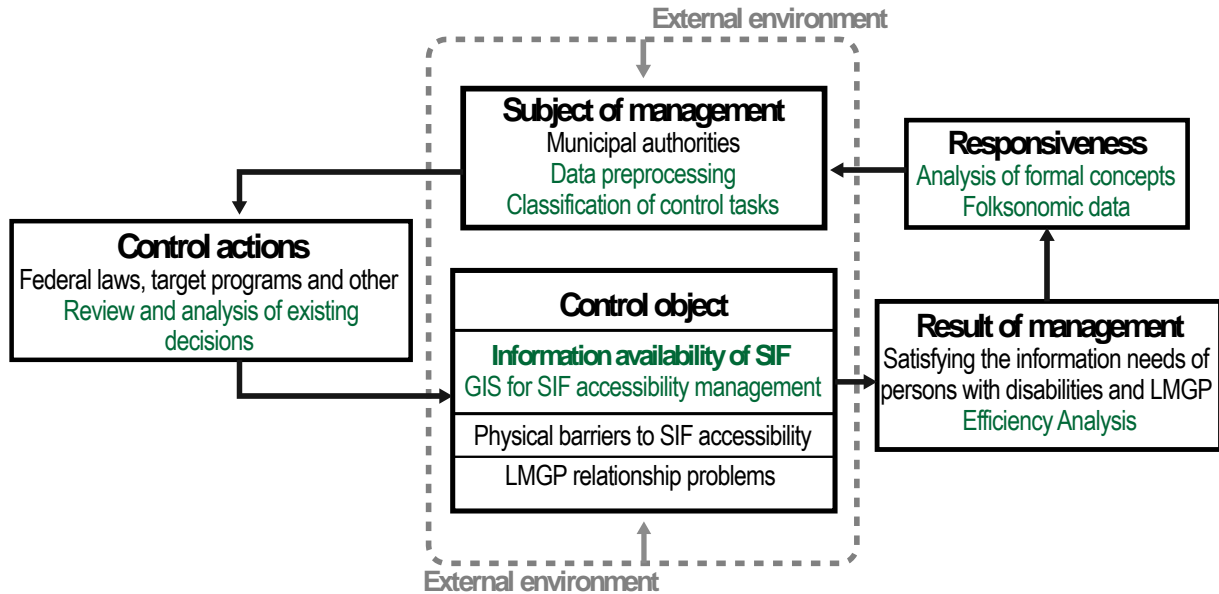 External environment
Subject of management
Municipal authorities
Data preprocessing
Classification of control tasks
Responsiveness
Analysis of formal concepts
Folksonomic data
Control actions
Federal laws, target programs and other
Review and analysis of existing
decisions
Control object
Information availability of SIF
GIS for SIF accessibility management
Physical barriers to SIF accessibility
LMGP relationship problems
Result of management
Satisfying the information needs of
persons with disabilities and LMGP
Efficiency Analysis
External environment